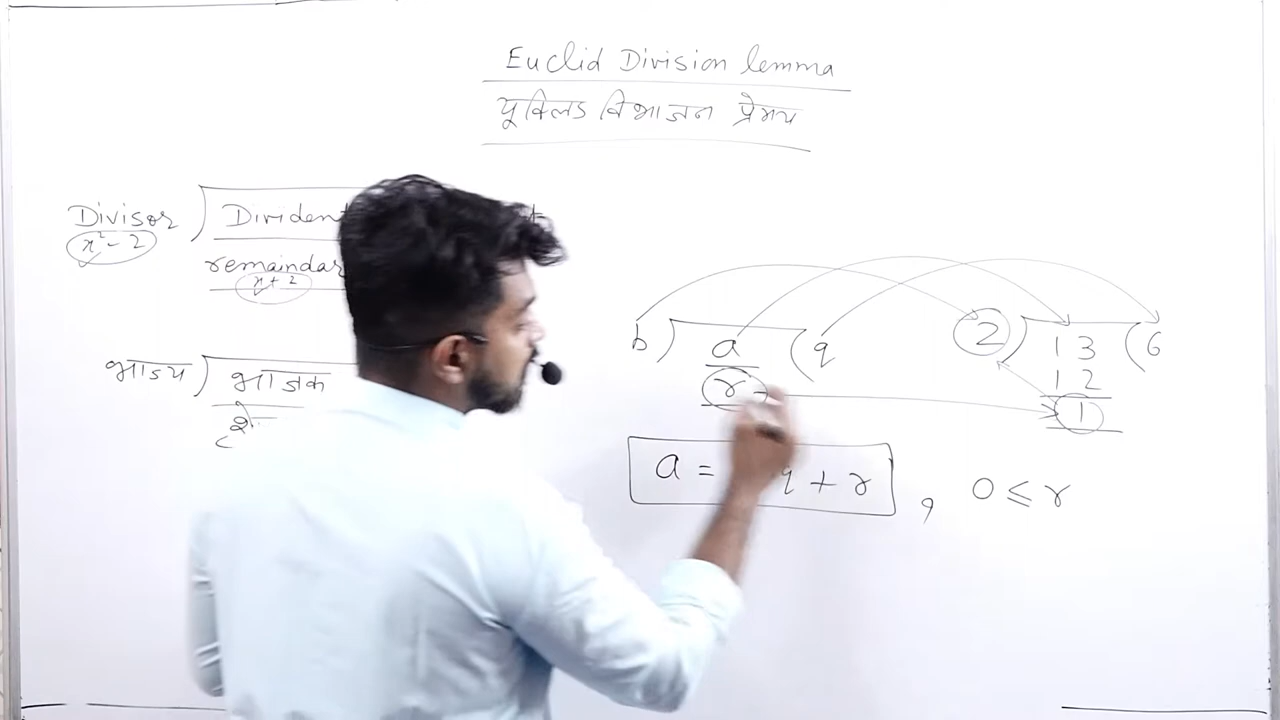 Euclid Division lemma
यूक्लिड विभाजन प्रेमय
Divisor ) Divident
x² - 2
remaindar
x + 2
भाज्य ) भाजक
b ) a ( q
r
2 ) 13 ( 6
12
1
a = q + r , 0 ≤ r